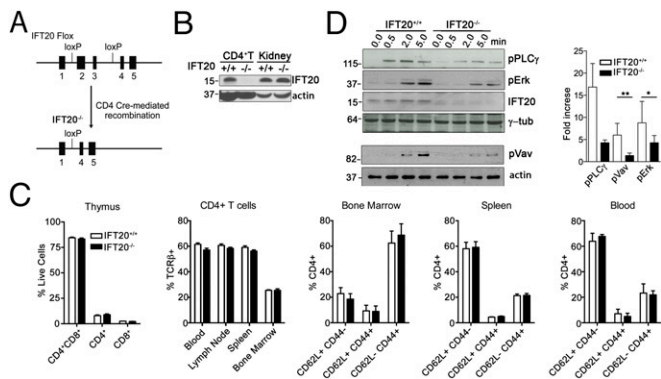 A
IFT20 Flox
loxP loxP
1 2 3 4 5
CD4 Cre-mediated
recombination
IFT20-/-
loxP
1 4 5
B
CD4+T Kidney
IFT20 +/+ -/- +/+ -/-
15- IFT20
37- actin
D
IFT20+/+ IFT20-/-
0.0 0.5 2.0 5.0 0.0 0.5 2.0 5.0 min
115- pPLCγ
37- pErk
15- IFT20
64- γ-tub
82- pVav
37- actin
Fold increase
20
15
10
5
0
IFT20+/+
IFT20-/-
** *
pPLCγ pVav pErk
C
Thymus
% Live Cells
100
80
60
40
20
0
IFT20+/+
IFT20-/-
CD4+CD8+ CD4+ CD8+
CD4+ T cells
% TCRβ+
80
60
40
20
0
Blood Lymph Node Spleen Bone Marrow
Bone Marrow
% CD4+
80
60
40
20
0
CD62L+ CD44- CD62L+ CD44+ CD62L- CD44+
Spleen
% CD4+
80
60
40
20
0
CD62L+ CD44- CD62L+ CD44+ CD62L- CD44+
Blood
% CD4+
80
60
40
20
0
CD62L+ CD44- CD62L+ CD44+ CD62L- CD44+